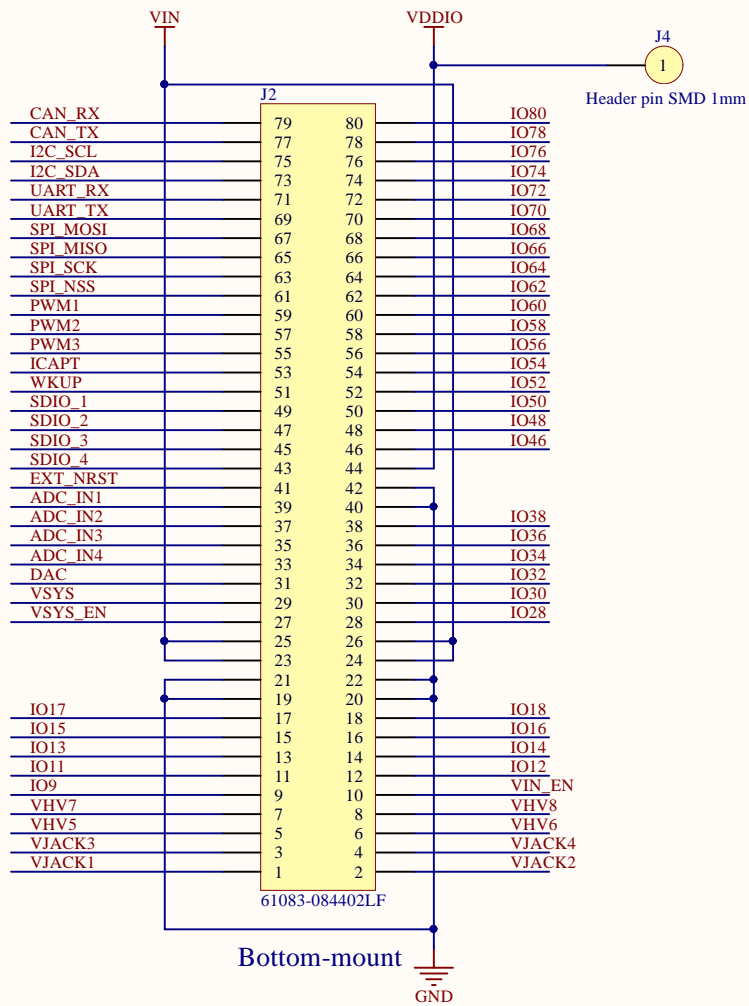 VIN VDDIO
J4
1
Header pin SMD 1mm
J2
CAN_RX 79 80 IO80
CAN_TX 77 78 IO78
I2C_SCL 75 76 IO76
I2C_SDA 73 74 IO74
UART_RX 71 72 IO72
UART_TX 69 70 IO70
SPI_MOSI 67 68 IO68
SPI_MISO 65 66 IO66
SPI_SCK 63 64 IO64
SPI_NSS 61 62 IO62
PWM1 59 60 IO60
PWM2 57 58 IO58
PWM3 55 56 IO56
ICAPT 53 54 IO54
WKUP 51 52 IO52
SDIO_1 49 50 IO50
SDIO_2 47 48 IO48
SDIO_3 45 46 IO46
SDIO_4 43 44
EXT_NRST 41 42
ADC_IN1 39 40
ADC_IN2 37 38 IO38
ADC_IN3 35 36 IO36
ADC_IN4 33 34 IO34
DAC 31 32 IO32
VSYS 29 30 IO30
VSYS_EN 27 28 IO28
25 26
23 24
21 22
19 20
IO17 17 18 IO18
IO15 15 16 IO16
IO13 13 14 IO14
IO11 11 12 IO12
IO9 9 10 VIN_EN
VHV7 7 8 VHV8
VHV5 5 6 VHV6
VJACK3 3 4 VJACK4
VJACK1 1 2 VJACK2
61083-084402LF
Bottom-mount
GND